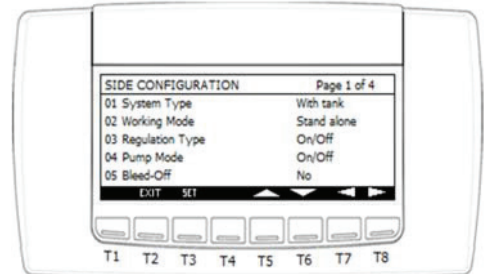 SIDE CONFIGURATION Page 1 of 4
01 System Type With tank
02 Working Mode Stand alone
03 Regulation Type On/Off
04 Pump Mode On/Off
05 Bleed-Off No
EXIT SET
T1 T2 T3 T4 T5 T6 T7 T8